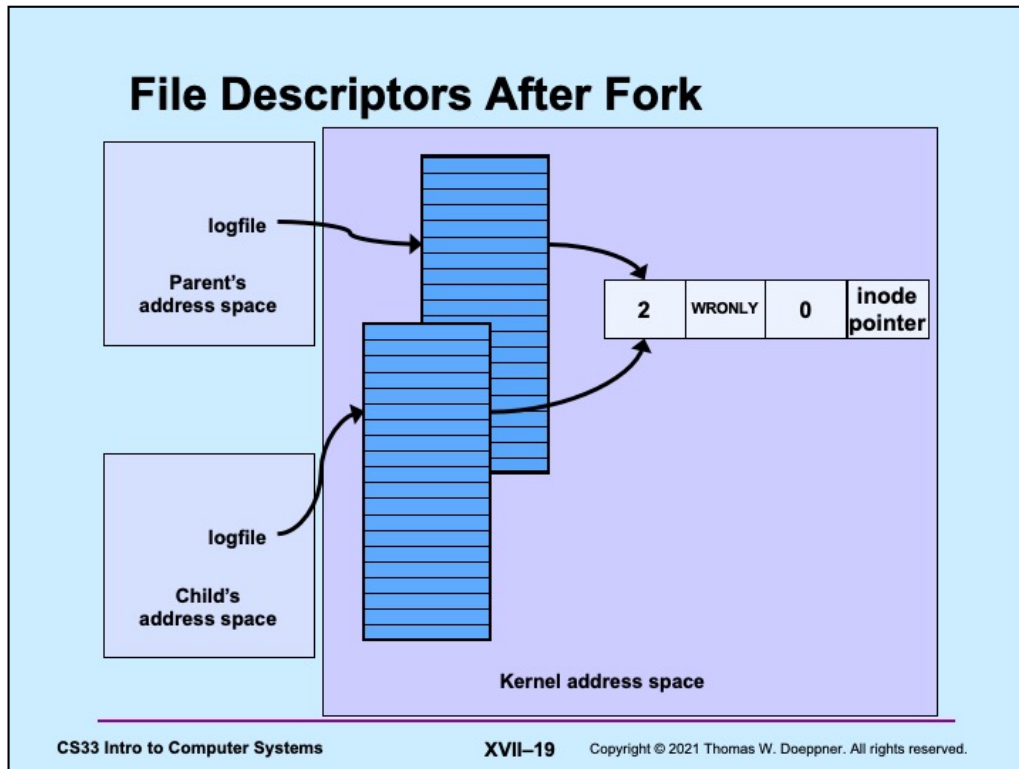 File Descriptors After Fork
logfile
Parent's
address space
2
WRONLY
0
inode
pointer
logfile
Child's
address space
Kernel address space
CS33 Intro to Computer Systems
XVII–19
Copyright © 2021 Thomas W. Doeppner. All rights reserved.